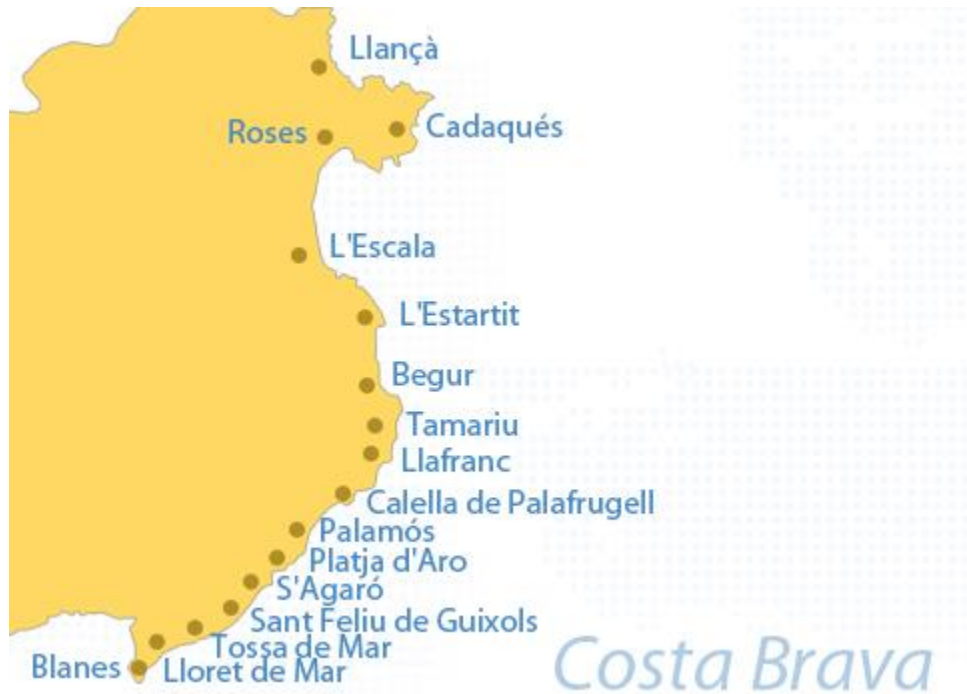 Llançà
Roses
Cadaqués
L'Escala
L'Estartit
Begur
Tamariu
Llafranc
Calella de Palafrugell
Palamós
Platja d'Aro
S'Agaró
Sant Feliu de Guixols
Tossa de Mar
Blanes
Lloret de Mar
Costa Brava